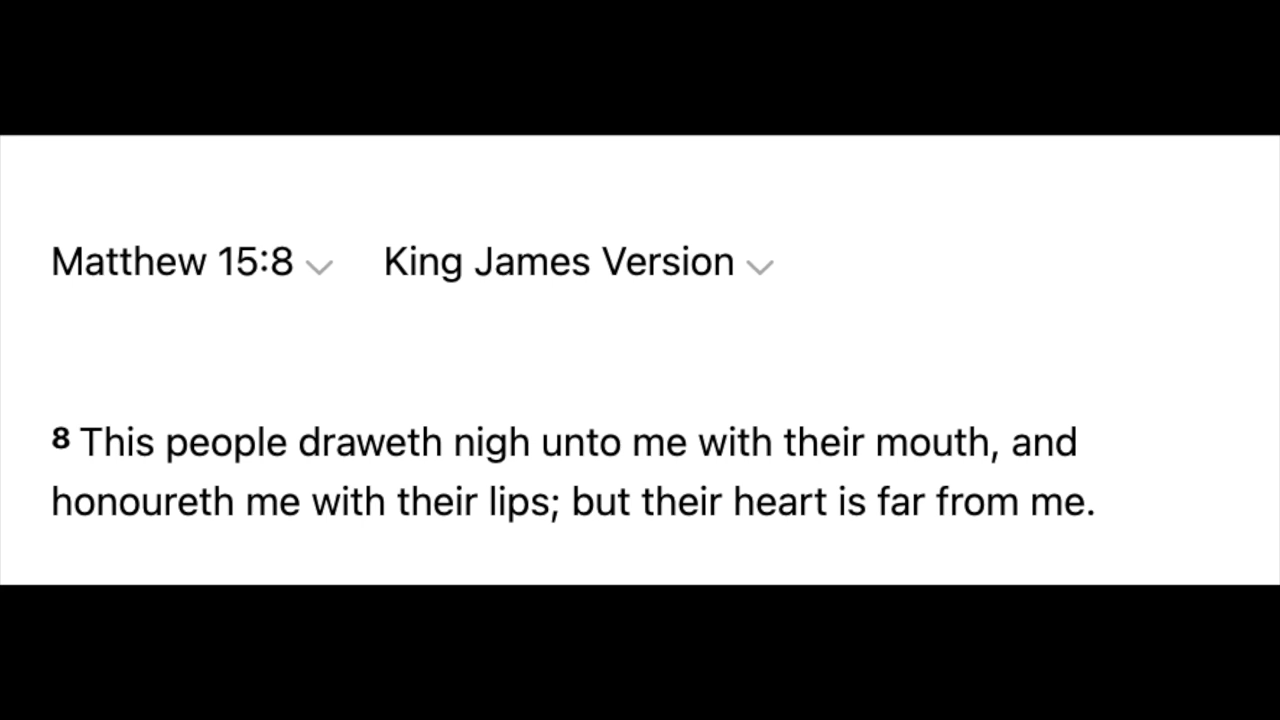 Matthew 15:8 King James Version
8 This people draweth nigh unto me with their mouth, and
honoureth me with their lips; but their heart is far from me.